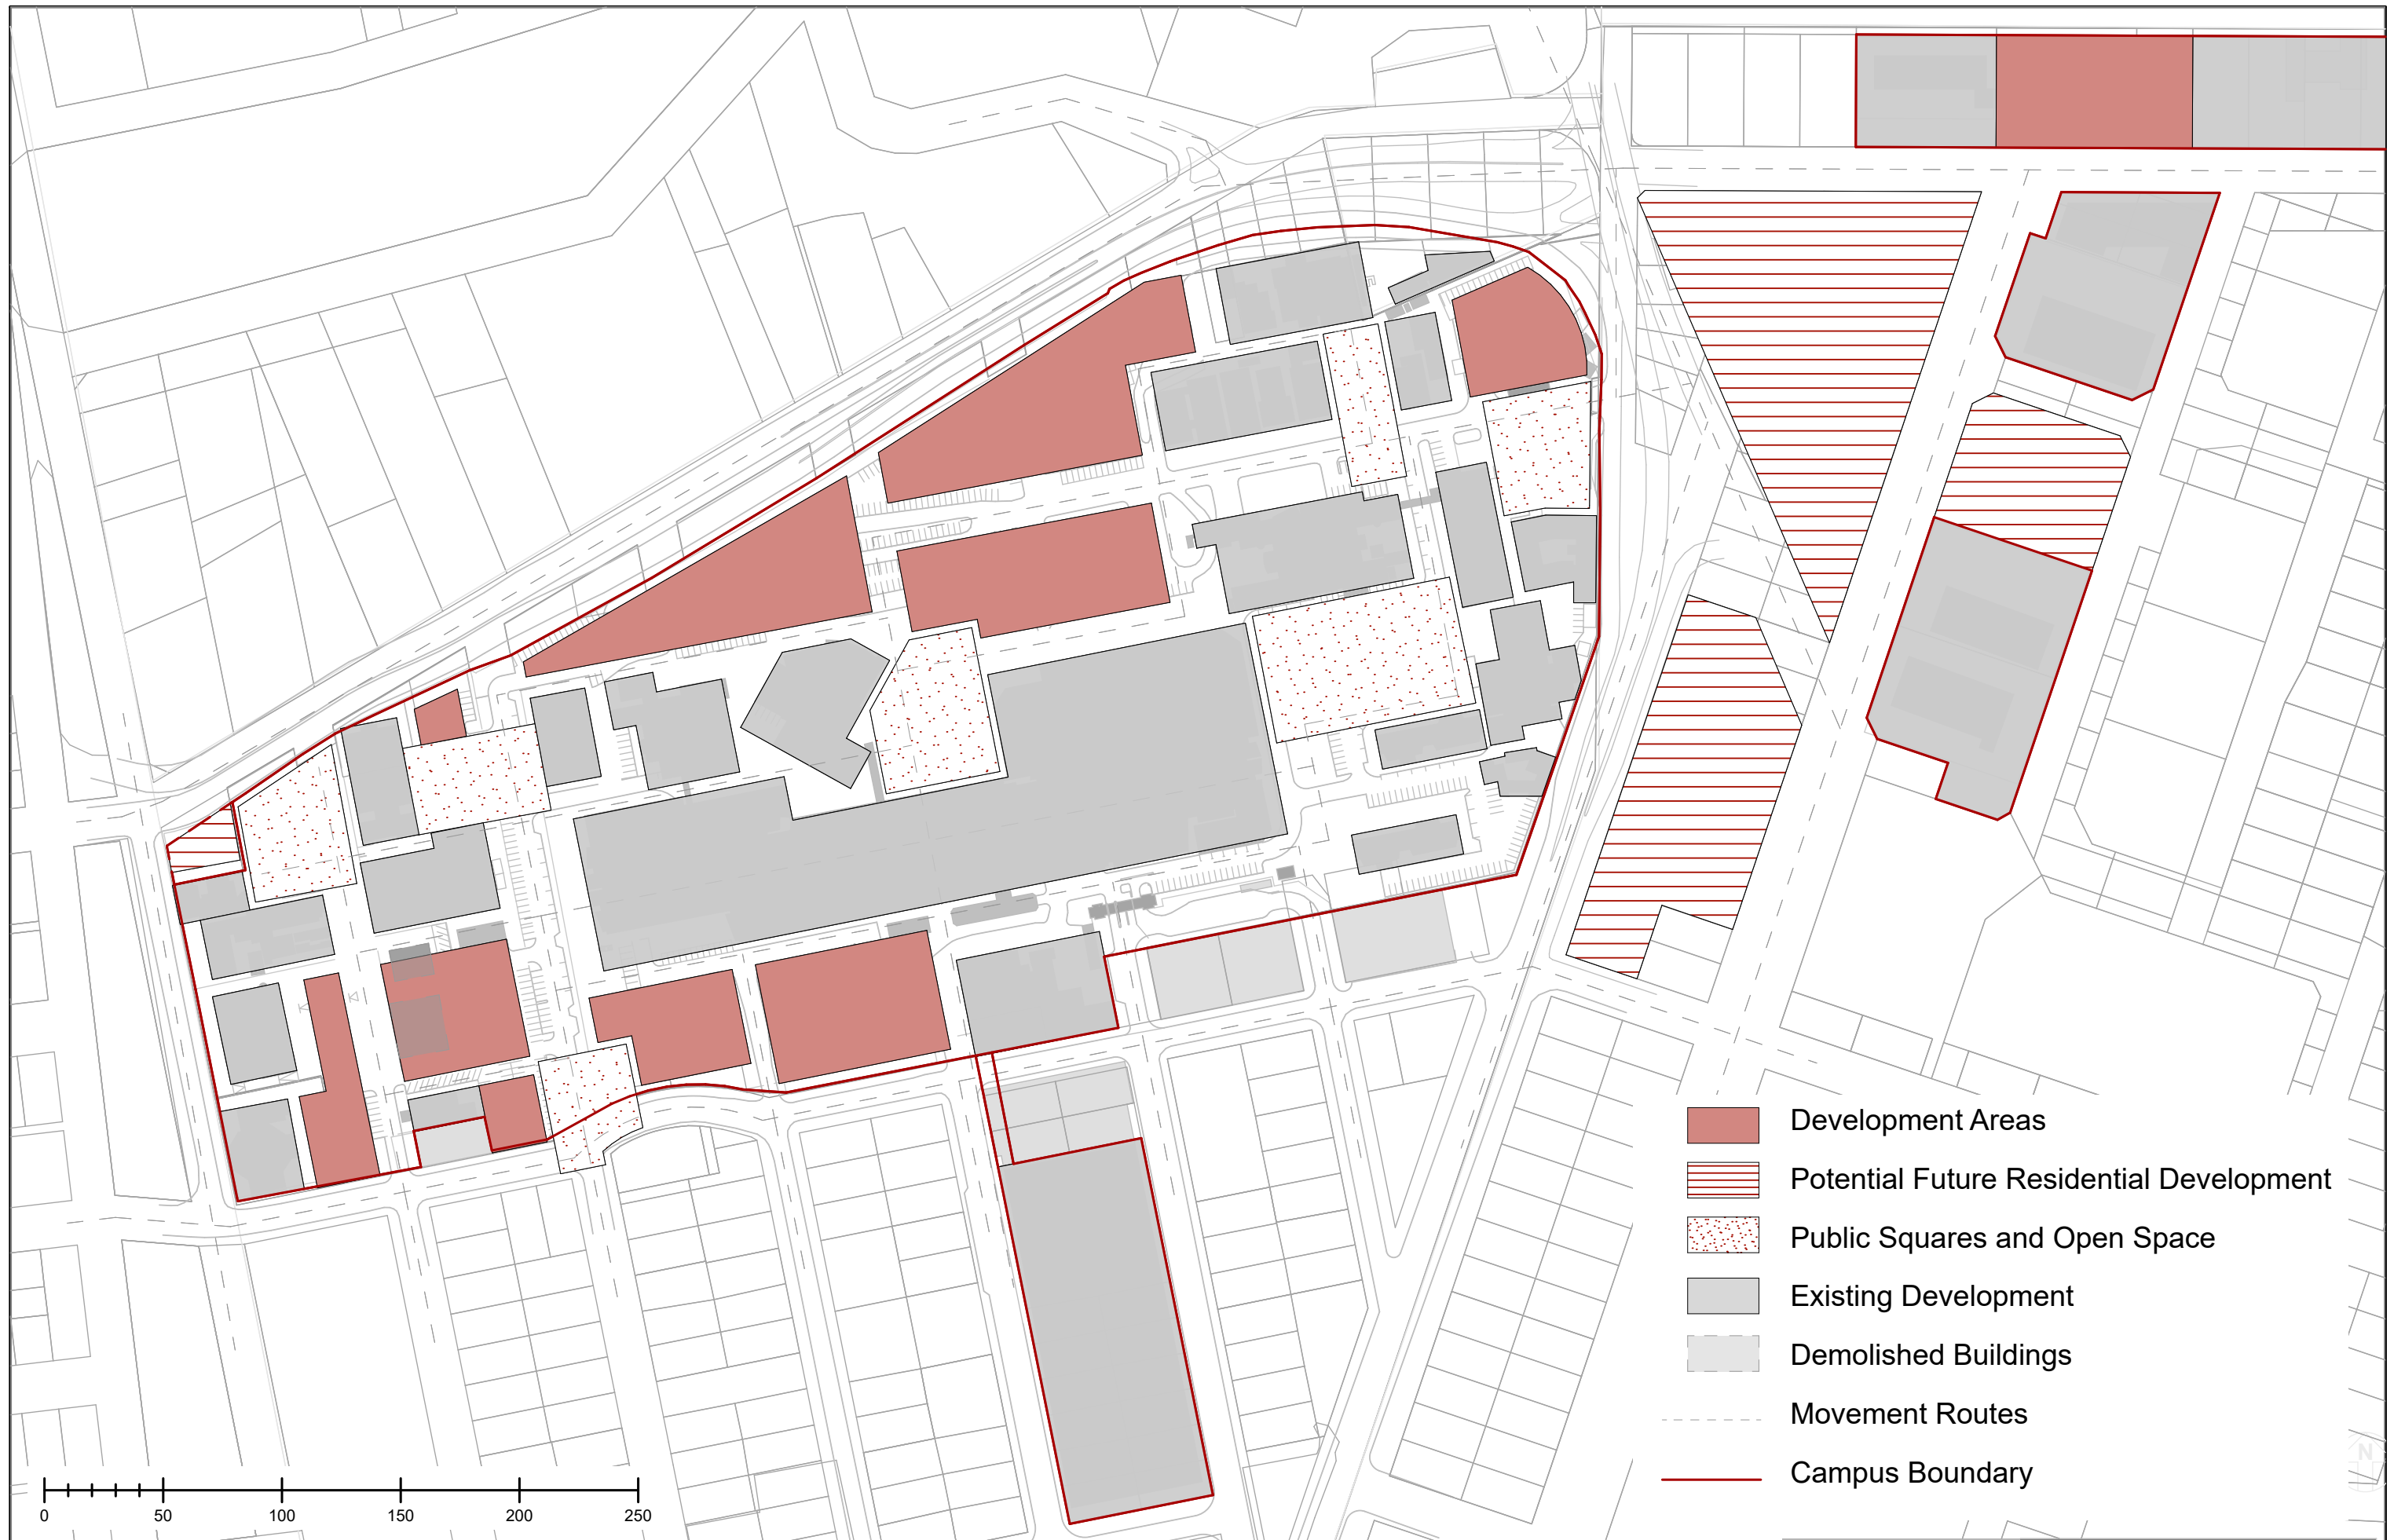 Development Areas
Potential Future Residential Development
Public Squares and Open Space
Existing Development
Demolished Buildings
Movement Routes
Campus Boundary
N
0 50 100 150 200 250